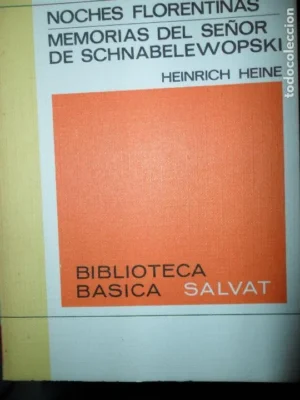 NOCHES FLORENTINAS
MEMORIAS DEL SEÑOR
DE SCHNABELEWOPSKI
HEINRICH HEINE
BIBLIOTECA
BASICA SALVAT
todocoleccion